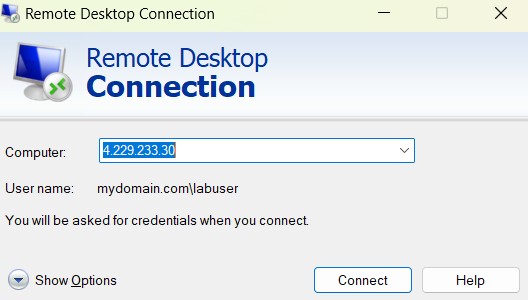 Remote Desktop Connection
Remote Desktop
Connection
Computer: 4.229.233.30
User name: mydomain.com\labuser
You will be asked for credentials when you connect.
Show Options Connect Help